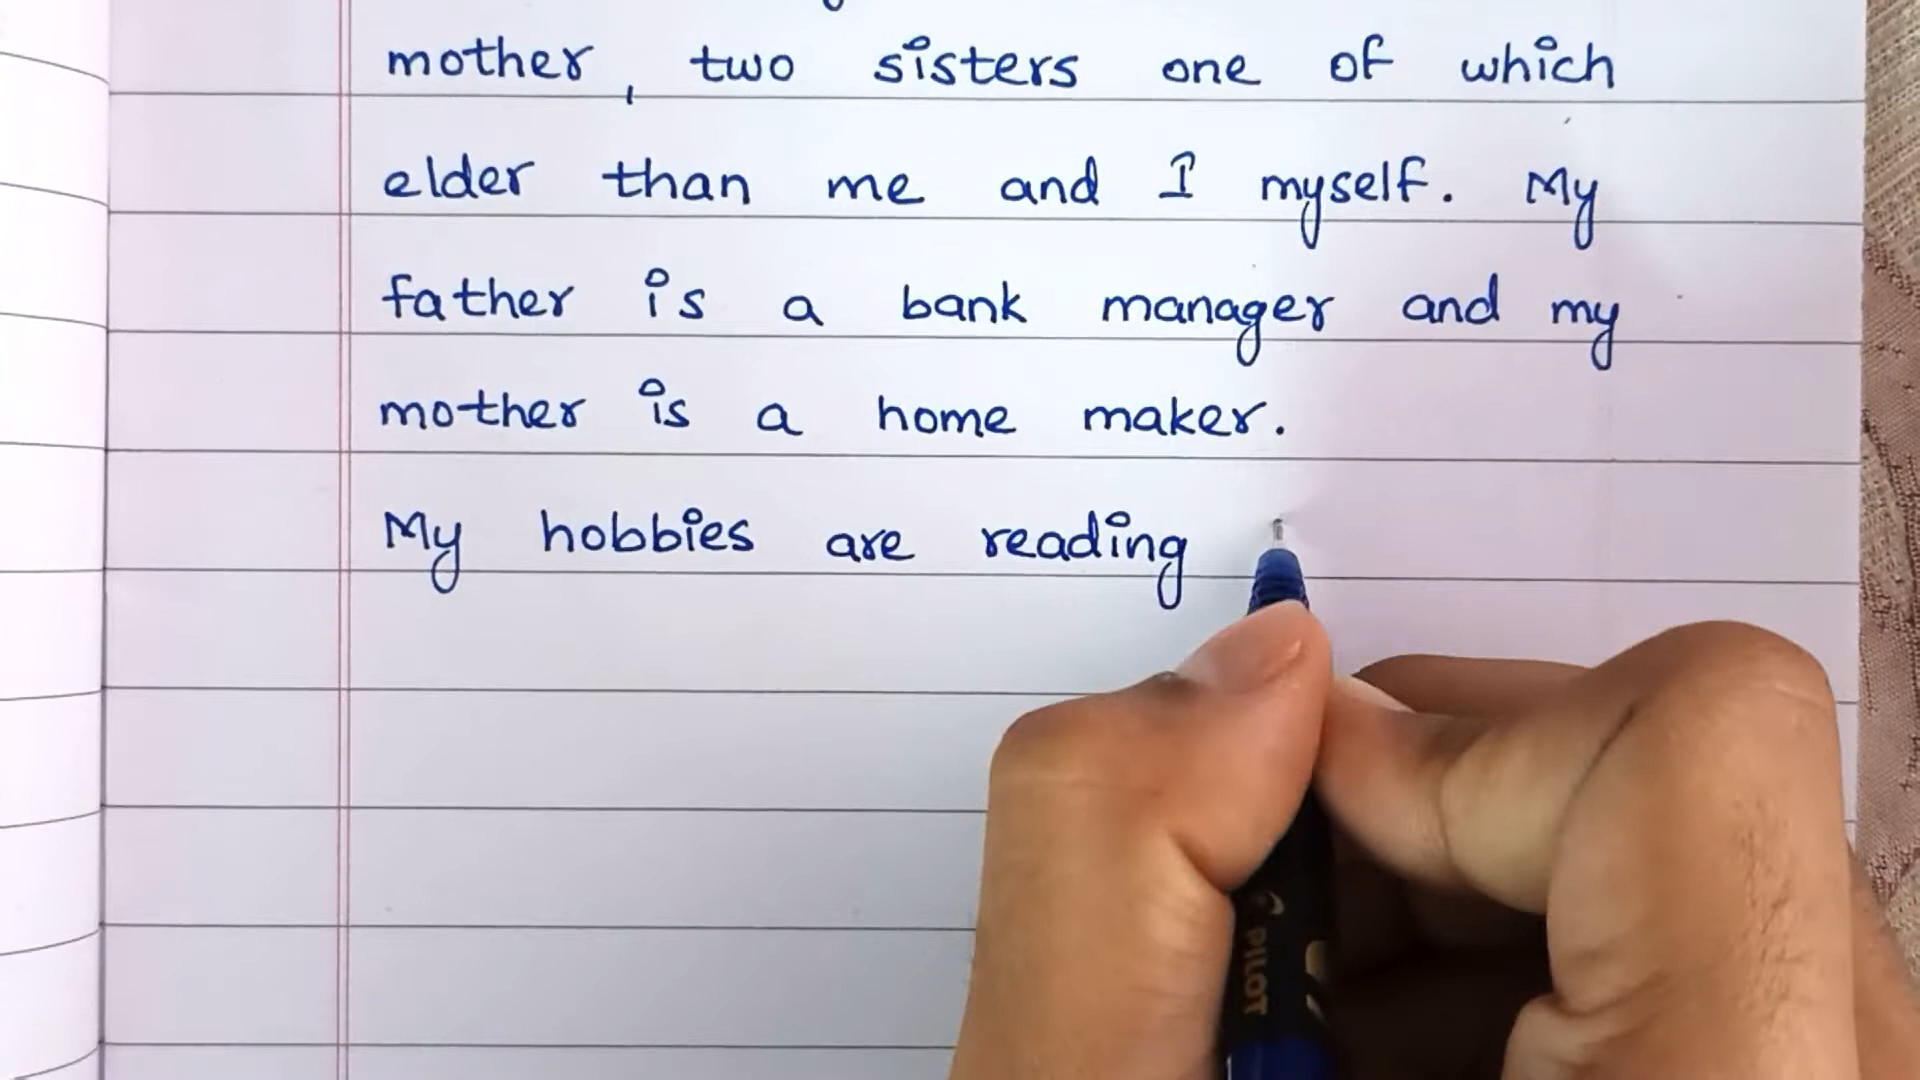 mother, two sisters one of which
elder than me and I myself. My
father is a bank manager and my
mother is a home maker.
My hobbies are reading
PILOT